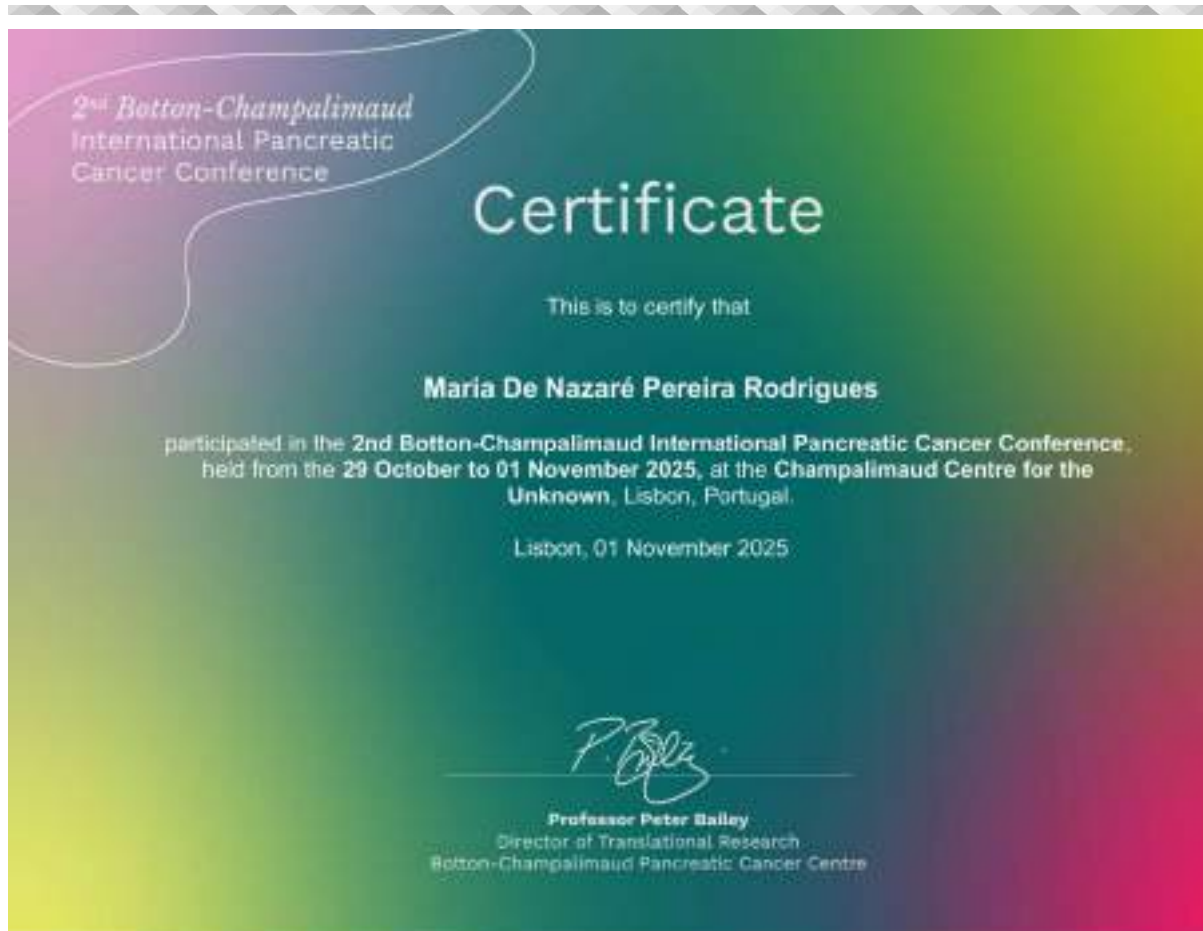 2nd Botton-Champalimaud
International Pancreatic
Cancer Conference
Certificate
This is to certify that
Maria De Nazaré Pereira Rodrigues
participated in the 2nd Botton-Champalimaud International Pancreatic Cancer Conference,
held from the 29 October to 01 November 2025, at the Champalimaud Centre for the
Unknown, Lisbon, Portugal.
Lisbon, 01 November 2025
P. Bailey
Professor Peter Bailey
Director of Translational Research
Botton-Champalimaud Pancreatic Cancer Centre